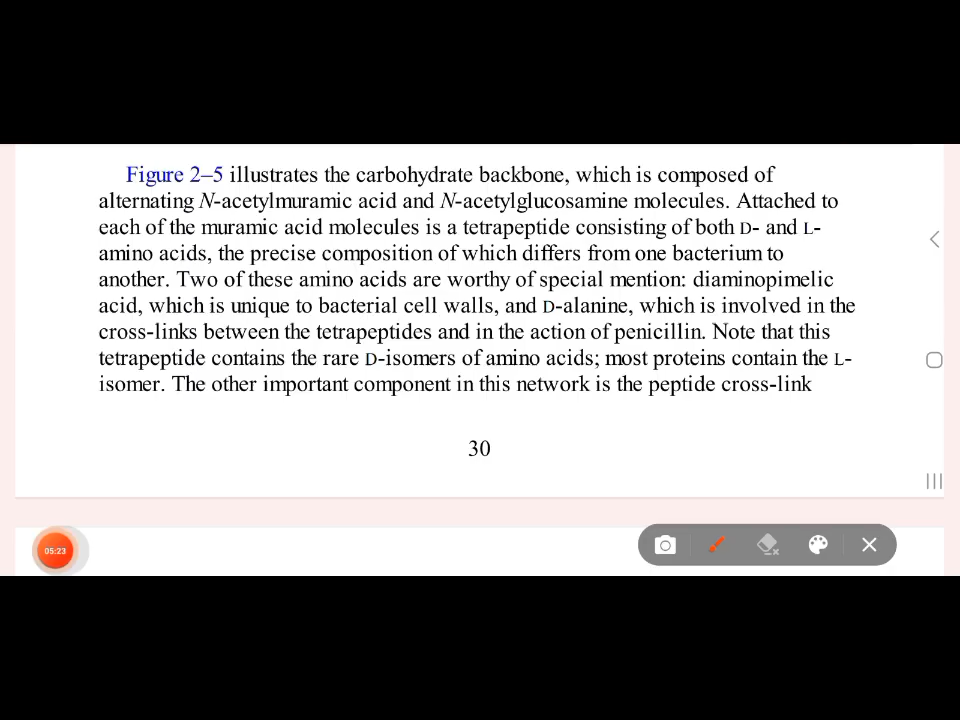 Figure 2–5 illustrates the carbohydrate backbone, which is composed of
alternating N-acetylmuramic acid and N-acetylglucosamine molecules. Attached to
each of the muramic acid molecules is a tetrapeptide consisting of both D- and L-
amino acids, the precise composition of which differs from one bacterium to
another. Two of these amino acids are worthy of special mention: diaminopimelic
acid, which is unique to bacterial cell walls, and D-alanine, which is involved in the
cross-links between the tetrapeptides and in the action of penicillin. Note that this
tetrapeptide contains the rare D-isomers of amino acids; most proteins contain the L-
isomer. The other important component in this network is the peptide cross-link
30
05:23